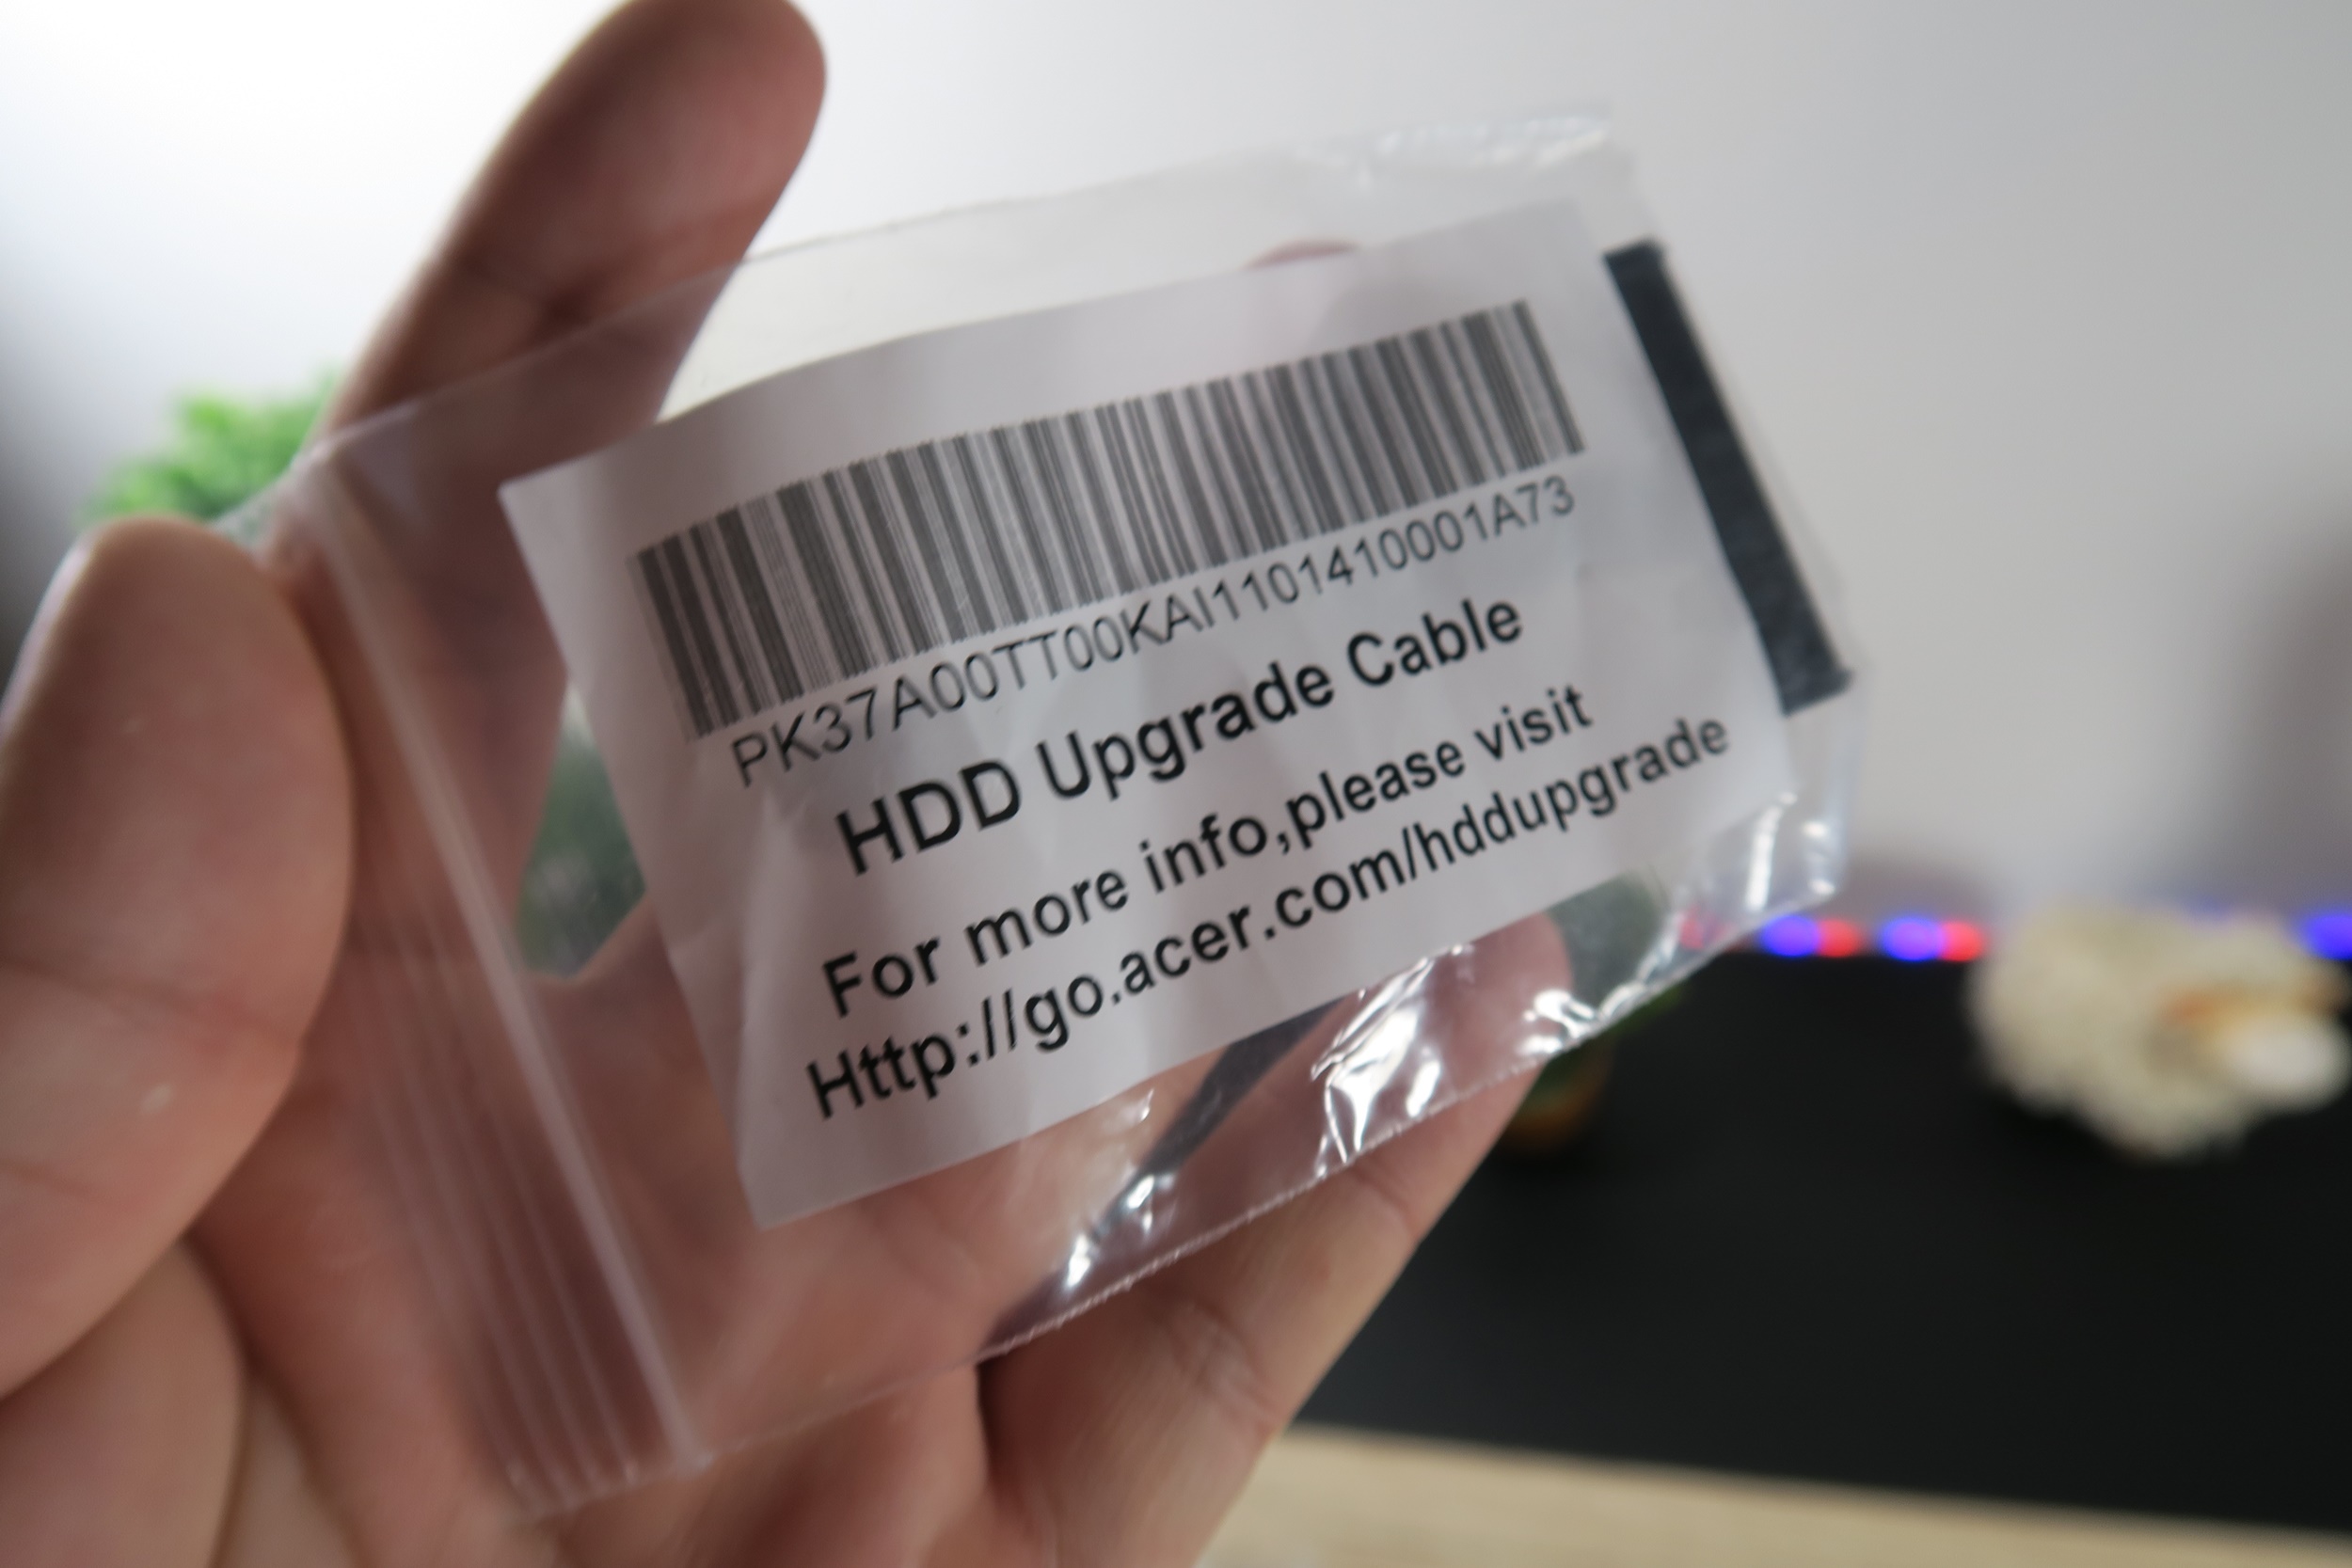 PK37A00TT00KAI1101410001A73
HDD Upgrade Cable
For more info,please visit
Http://go.acer.com/hddupgrade